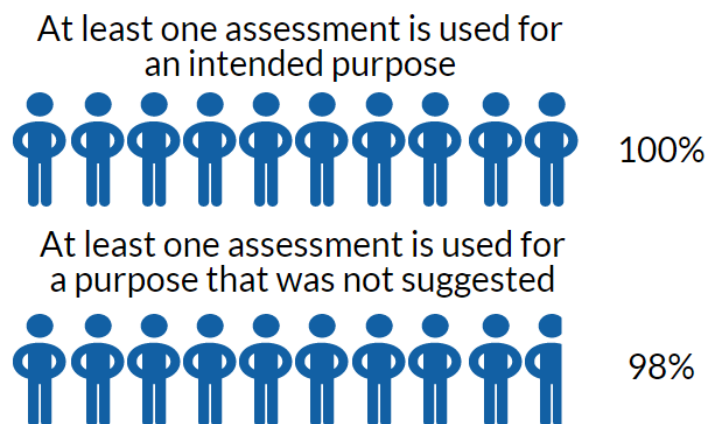 At least one assessment is used for
an intended purpose
100%
At least one assessment is used for
a purpose that was not suggested
98%